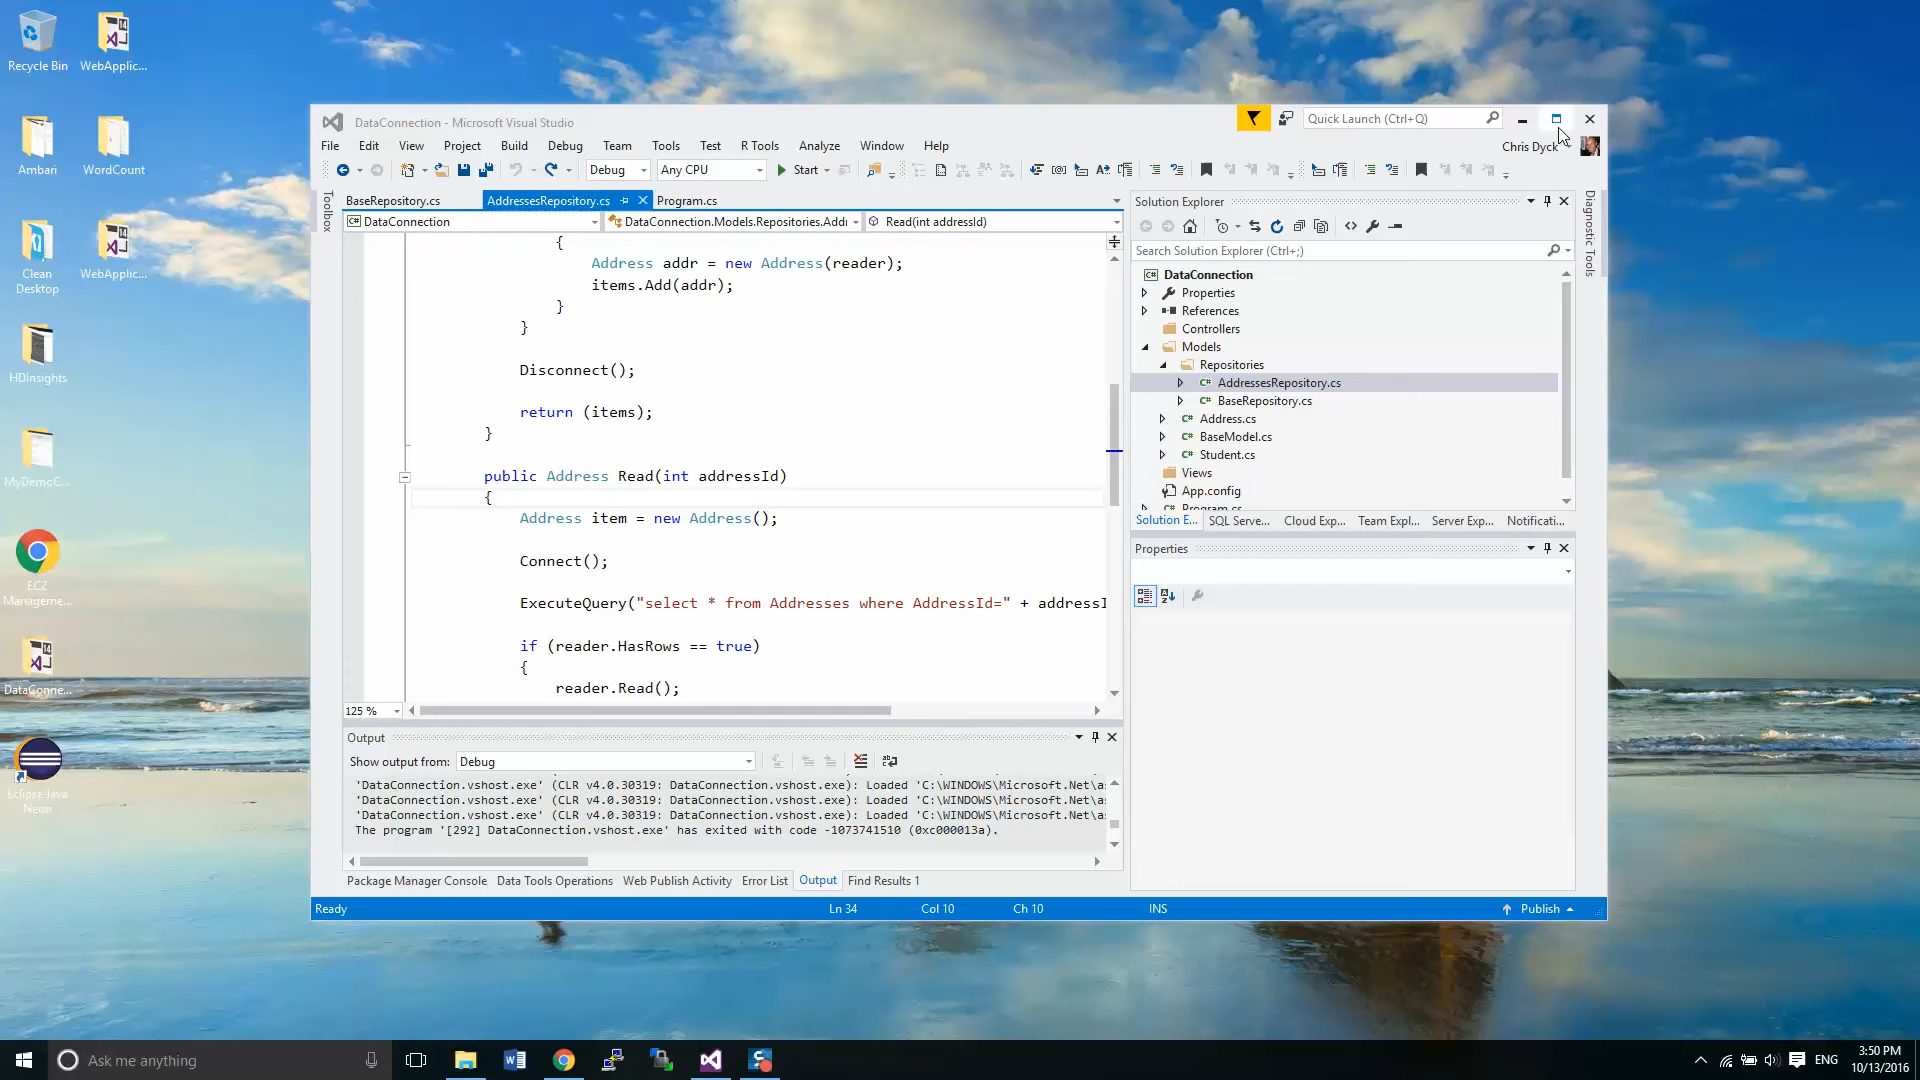 Recycle Bin
WebApplic...
Ambari
WordCount
Clean
Desktop
WebApplic...
HDInsights
MyDemoC...
EC2
Manageme...
DataConne...
Eclipse Java
Neon
DataConnection - Microsoft Visual Studio
Quick Launch (Ctrl+Q)
File Edit View Project Build Debug Team Tools Test R Tools Analyze Window Help
Chris Dyck
Debug Any CPU Start
Toolbox
BaseRepository.cs AddressesRepository.cs Program.cs
DataConnection DataConnection.Models.Repositories.Addr Read(int addressId)
{
Address addr = new Address(reader);
items.Add(addr);
}
}
Disconnect();
return (items);
}
public Address Read(int addressId)
{
Address item = new Address();
Connect();
ExecuteQuery("select * from Addresses where AddressId=" + addressI
if (reader.HasRows == true)
{
reader.Read();
125 %
Output
Show output from: Debug
'DataConnection.vshost.exe' (CLR v4.0.30319: DataConnection.vshost.exe): Loaded 'C:\WINDOWS\Microsoft.Net\a
'DataConnection.vshost.exe' (CLR v4.0.30319: DataConnection.vshost.exe): Loaded 'C:\WINDOWS\Microsoft.Net\a
'DataConnection.vshost.exe' (CLR v4.0.30319: DataConnection.vshost.exe): Loaded 'C:\WINDOWS\Microsoft.Net\a
The program '[292] DataConnection.vshost.exe' has exited with code -1073741510 (0xc000013a).
Package Manager Console Data Tools Operations Web Publish Activity Error List Output Find Results 1
Solution Explorer
Search Solution Explorer (Ctrl+;)
DataConnection
Properties
References
Controllers
Models
Repositories
AddressesRepository.cs
BaseRepository.cs
Address.cs
BaseModel.cs
Student.cs
Views
App.config
Program.cs
Solution E... SQL Serve... Cloud Exp... Team Expl... Server Exp... Notificati...
Properties
Diagnostic Tools
Ready Ln 34 Col 10 Ch 10 INS Publish
Ask me anything
ENG
3:50 PM
10/13/2016